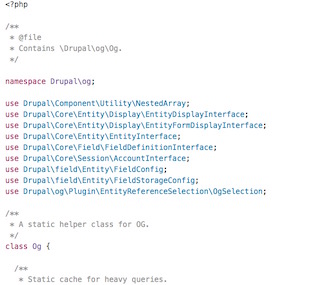 <?php
/**
 * @file
 * Contains \Drupal\og\Og.
 */
namespace Drupal\og;
use Drupal\Component\Utility\NestedArray;
use Drupal\Core\Entity\Display\EntityDisplayInterface;
use Drupal\Core\Entity\Display\EntityFormDisplayInterface;
use Drupal\Core\Entity\EntityInterface;
use Drupal\Core\Field\FieldDefinitionInterface;
use Drupal\Core\Session\AccountInterface;
use Drupal\field\Entity\FieldConfig;
use Drupal\field\Entity\FieldStorageConfig;
use Drupal\og\Plugin\EntityReferenceSelection\OgSelection;
/**
 * A static helper class for OG.
 */
class Og {
  /**
   * Static cache for heavy queries.